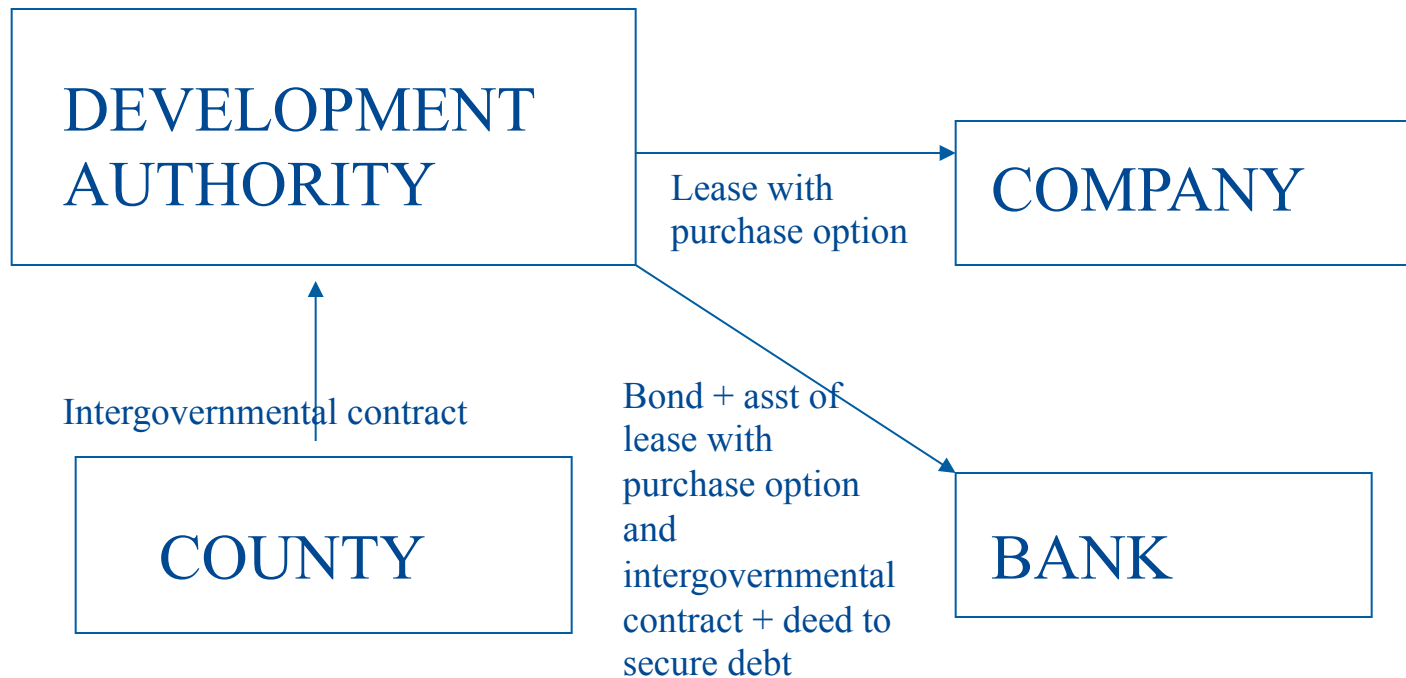 DEVELOPMENT
AUTHORITY
Lease with
purchase option
COMPANY
Intergovernmental contract
COUNTY
Bond + asst of
lease with
purchase option
and
intergovernmental
contract + deed to
secure debt
BANK